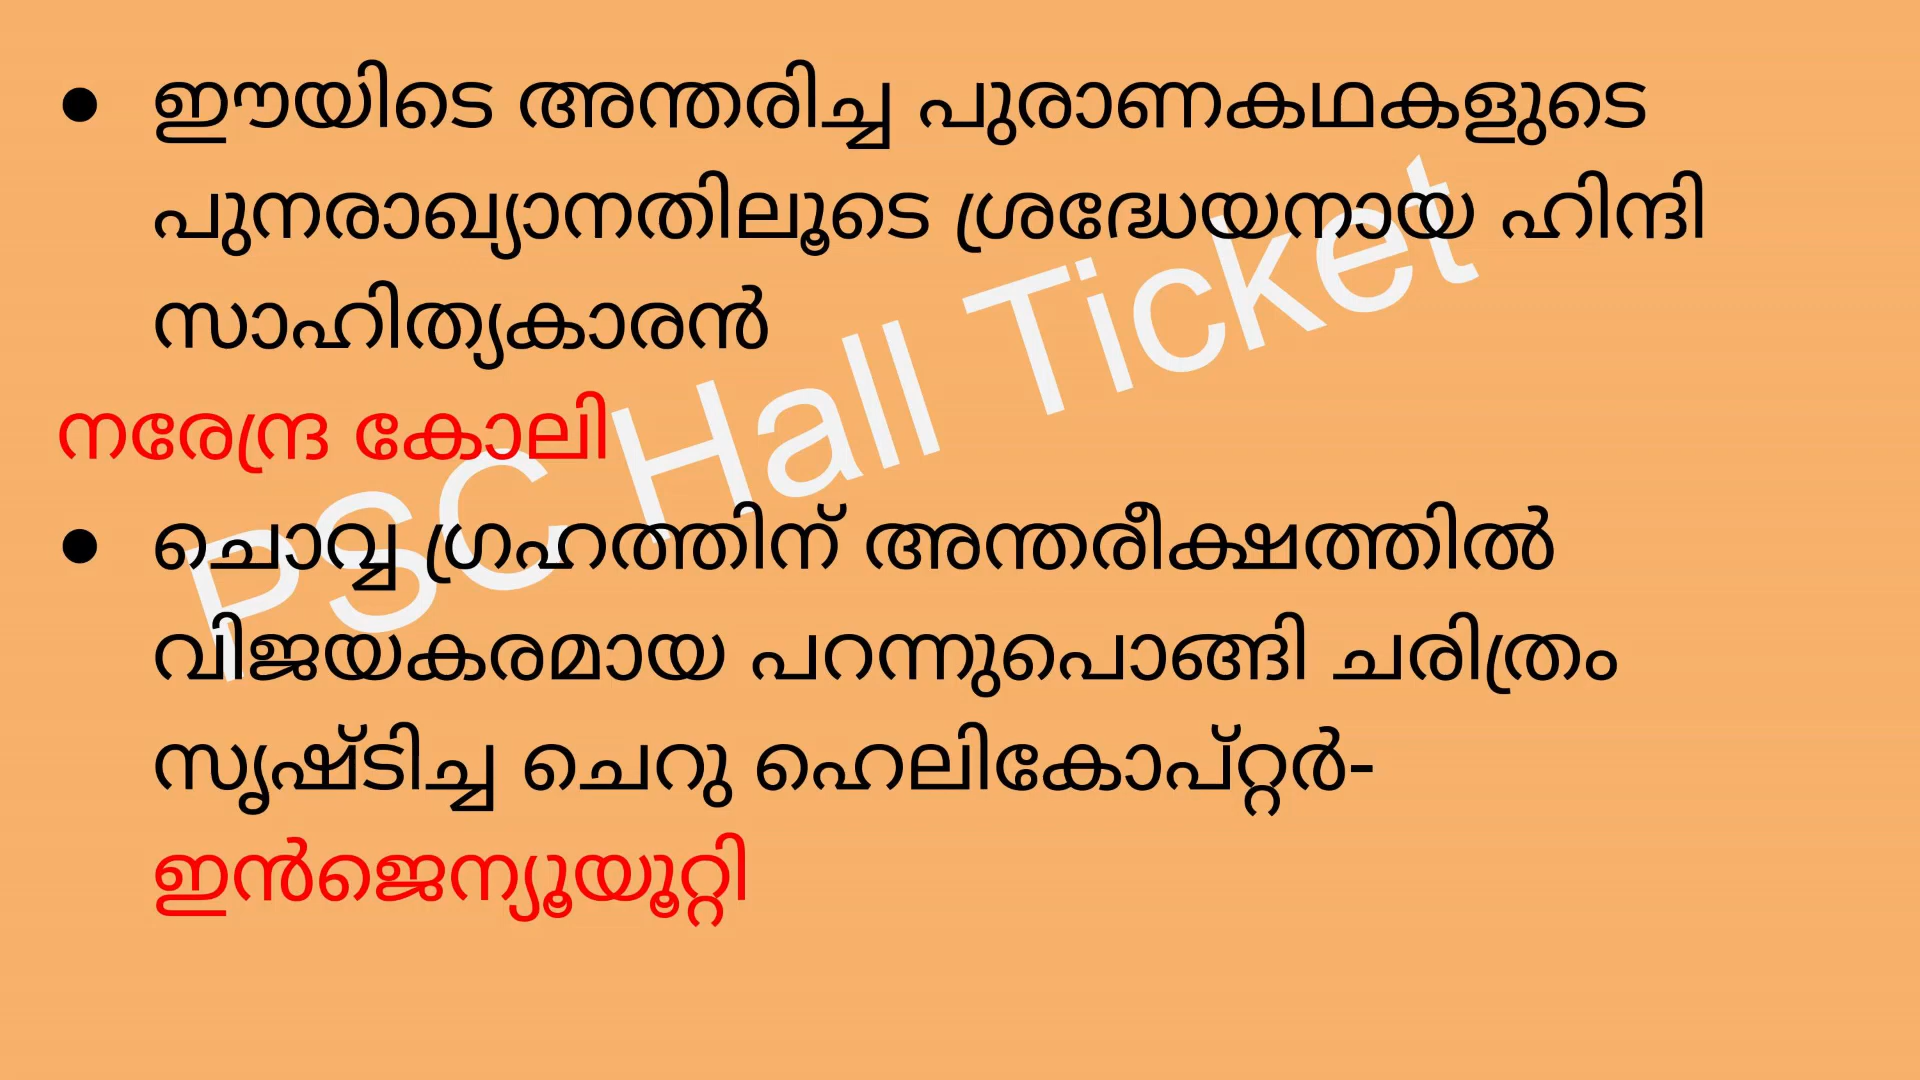 ● ഈയിടെ അന്തരിച്ച പുരാണകഥകളുടെ
പുനരാഖ്യാനതിലൂടെ ശ്രദ്ധേയനായ ഹിന്ദി
സാഹിത്യകാരൻ
നരേന്ദ്ര കോലി
● ചൊവ്വ ഗ്രഹത്തിന് അന്തരീക്ഷത്തിൽ
വിജയകരമായ പറന്നുപൊങ്ങി ചരിത്രം
സൃഷ്ടിച്ച ചെറു ഹെലികോപ്റ്റർ-
ഇൻജെന്യൂയൂറ്റി
PSC Hall Ticket